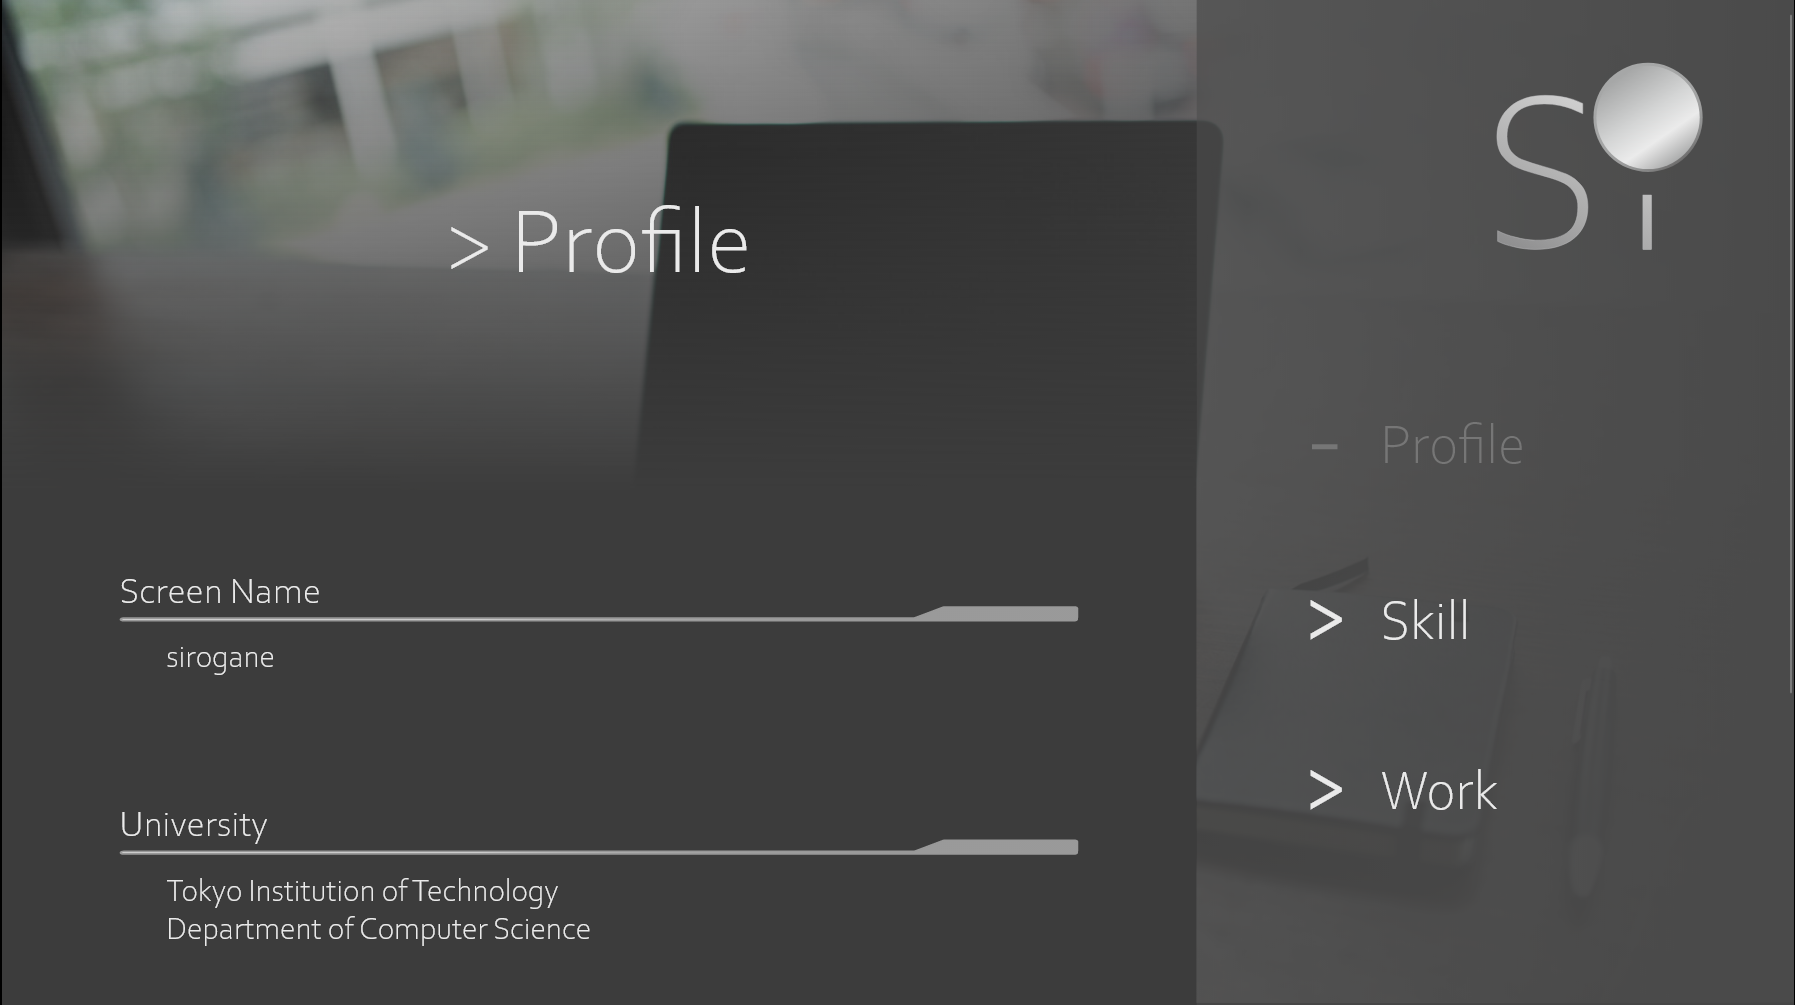 > Profile
Screen Name
sirogane
University
Tokyo Institution of Technology
Department of Computer Science
Si
– Profile
> Skill
> Work